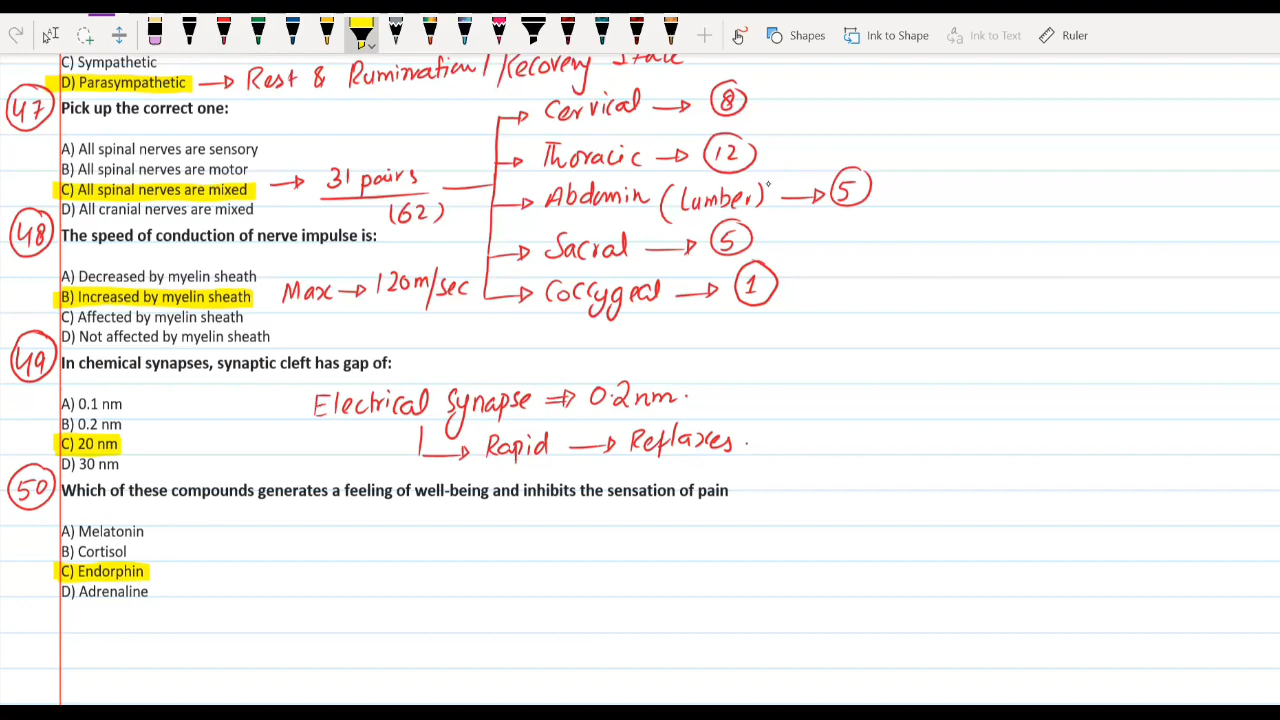 Shapes Ink to Shape Ink to Text Ruler
C) Sympathetic
D) Parasympathetic → Rest & Rumination / Recovery State
47 Pick up the correct one:
Cervical → 8
A) All spinal nerves are sensory
Thoracic → 12
B) All spinal nerves are motor
C) All spinal nerves are mixed → 31 pairs
(62)
Abdomin (lumber) → 5
D) All cranial nerves are mixed
48 The speed of conduction of nerve impulse is:
Sacral → 5
A) Decreased by myelin sheath
B) Increased by myelin sheath Max → 120m/sec
Coccygeal → 1
C) Affected by myelin sheath
D) Not affected by myelin sheath
49 In chemical synapses, synaptic cleft has gap of:
A) 0.1 nm
Electrical Synapse ⇒ 0.2nm.
B) 0.2 nm
C) 20 nm
→ Rapid → Reflaxes.
D) 30 nm
50 Which of these compounds generates a feeling of well-being and inhibits the sensation of pain
A) Melatonin
B) Cortisol
C) Endorphin
D) Adrenaline